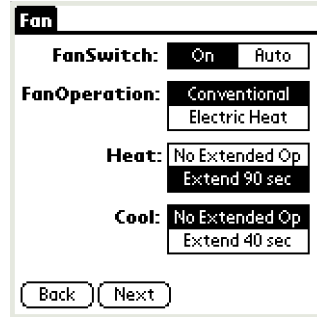 Fan
FanSwitch: On Auto
FanOperation: Conventional
Electric Heat
Heat: No Extended Op
Extend 90 sec
Cool: No Extended Op
Extend 40 sec
Back Next